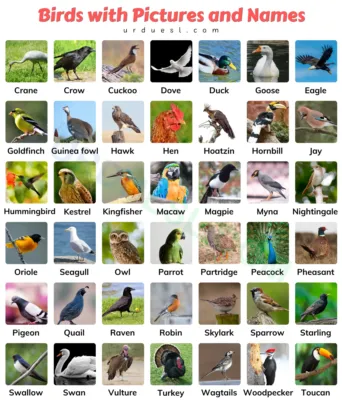 Birds with Pictures and Names
urduesl.com
Crane Crow Cuckoo Dove Duck Goose Eagle
Goldfinch Guinea fowl Hawk Hen Hoatzin Hornbill Jay
Hummingbird Kestrel Kingfisher Macaw Magpie Myna Nightingale
Oriole Seagull Owl Parrot Partridge Peacock Pheasant
Pigeon Quail Raven Robin Skylark Sparrow Starling
Swallow Swan Vulture Turkey Wagtails Woodpecker Toucan